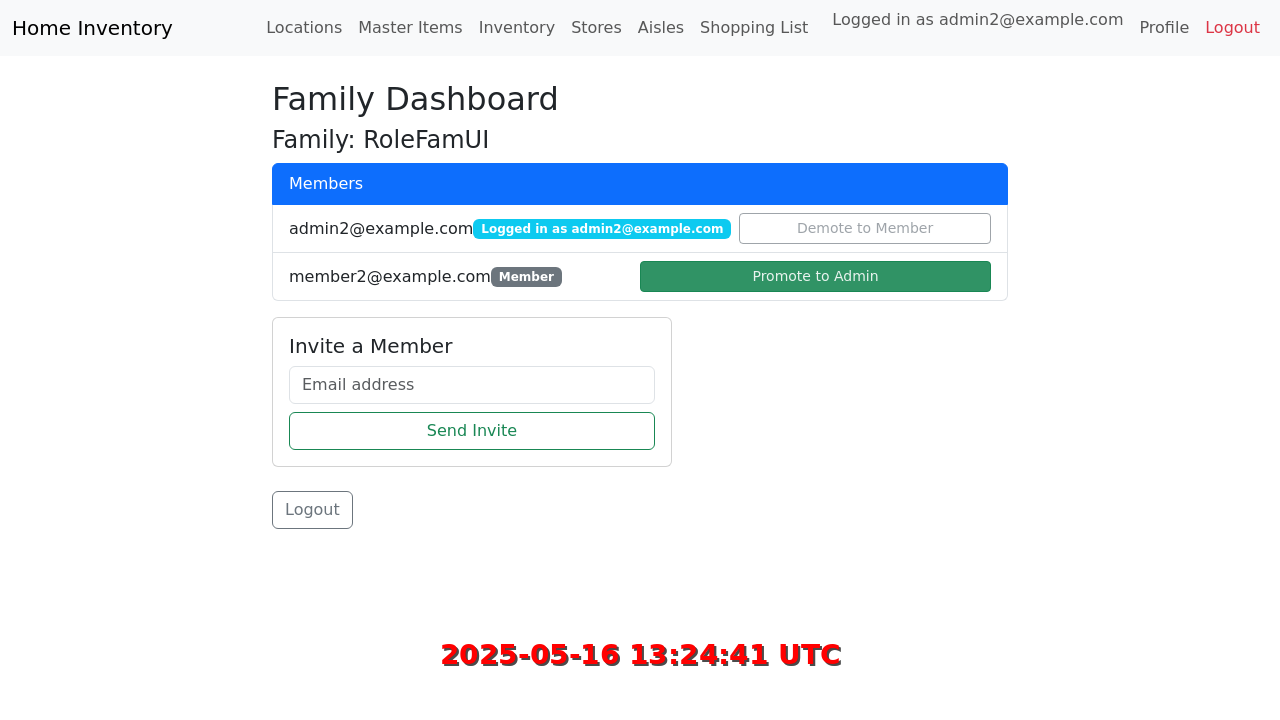 Home Inventory Locations Master Items Inventory Stores Aisles Shopping List Logged in as admin2@example.com Profile Logout
Family Dashboard
Family: RoleFamUI
Members
admin2@example.com Logged in as admin2@example.com Demote to Member
member2@example.com Member Promote to Admin
Invite a Member
Email address
Send Invite
Logout
2025-05-16 13:24:41 UTC